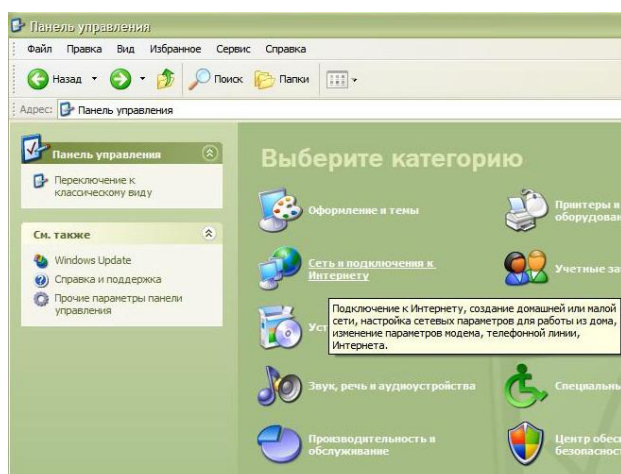 Панель управления
Файл Правка Вид Избранное Сервис Справка
Назад Поиск Папки
Адрес: Панель управления
Панель управления
Переключение к
классическому виду
См. также
Windows Update
Справка и поддержка
Прочие параметры панели
управления
Выберите категорию
Оформление и темы
Принтеры и
Сеть и подключения к
Интернету
Учетные
Подключение к Интернету, создание домашней или малой
сети, настройка сетевых параметров для работы из дома,
изменение параметров модема, телефонной линии,
Интернета.
Звук, речь и аудиоустройства
Производительность и
обслуживание
Центр